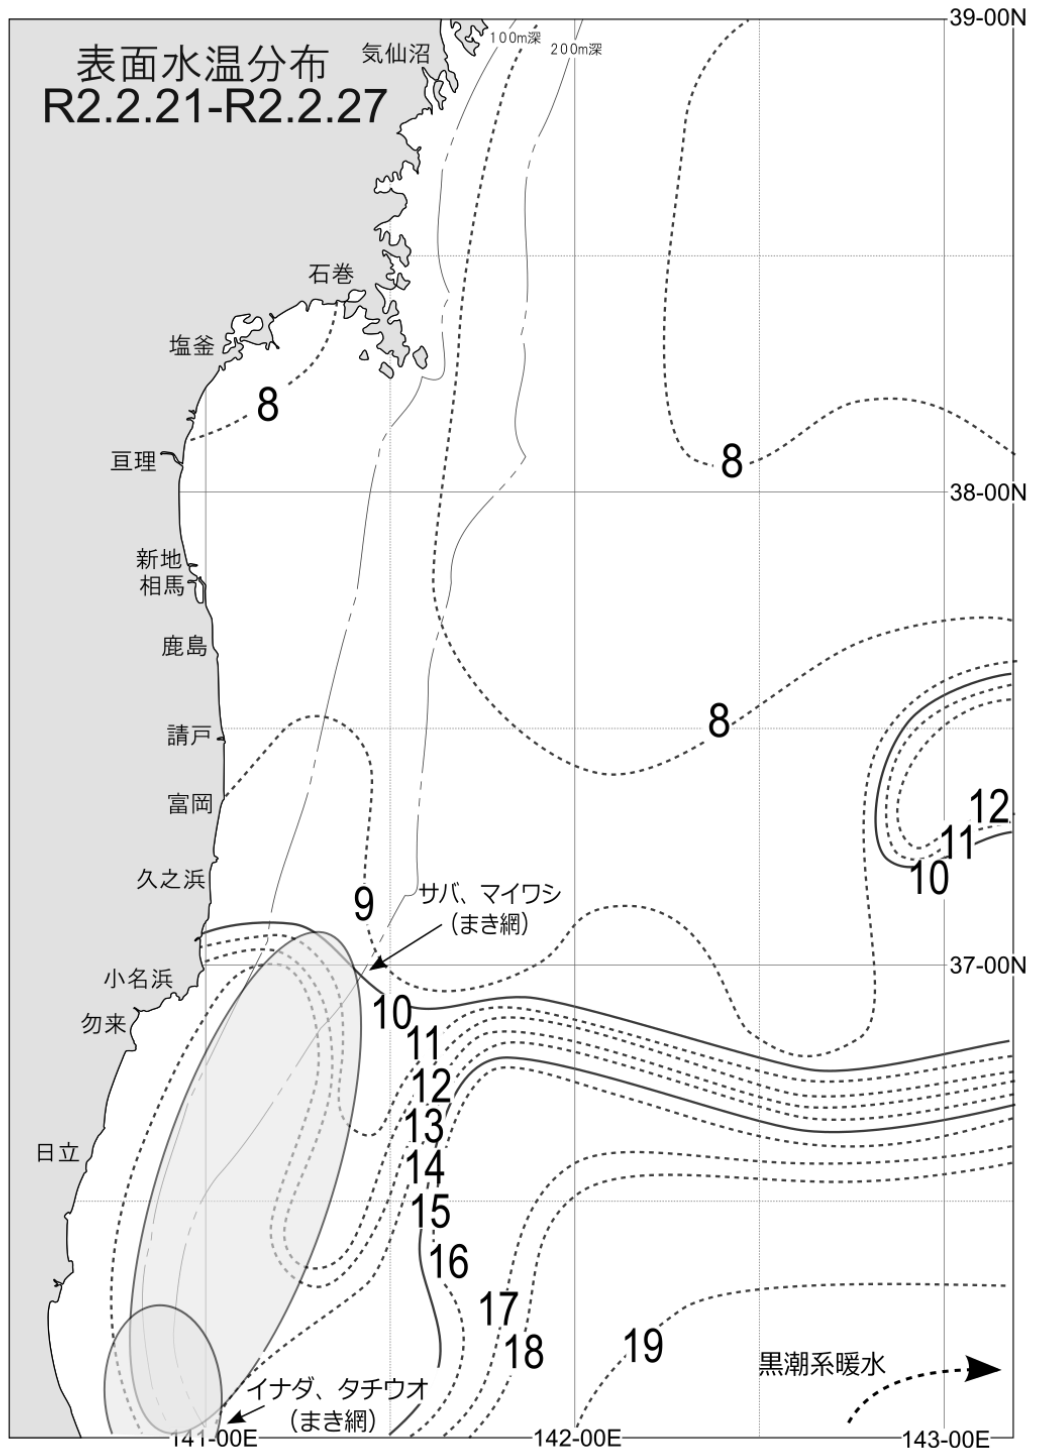 39-00N
100m深
200m深
気仙沼
表面水温分布
R2.2.21-R2.2.27
石巻
塩釜
8
亘理
8
38-00N
新地
相馬
鹿島
請戸
8
富岡
12
11
10
久之浜
9
サバ、マイワシ
(まき網)
37-00N
小名浜
勿来
10
11
12
13
日立
14
15
16
17
18
19
黒潮系暖水
イナダ、タチウオ
(まき網)
141-00E
142-00E
143-00E